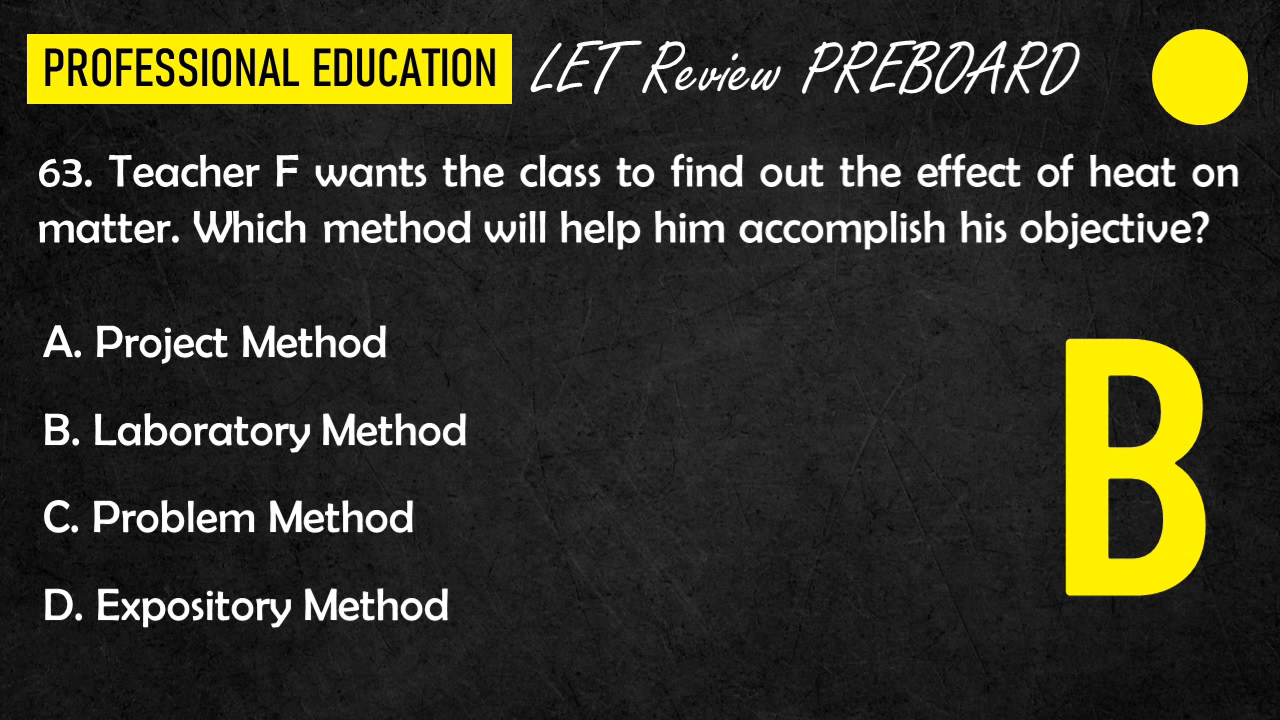 PROFESSIONAL EDUCATION LET Review PREBOARD
63. Teacher F wants the class to find out the effect of heat on
matter. Which method will help him accomplish his objective?
A. Project Method
B. Laboratory Method
C. Problem Method
D. Expository Method
B